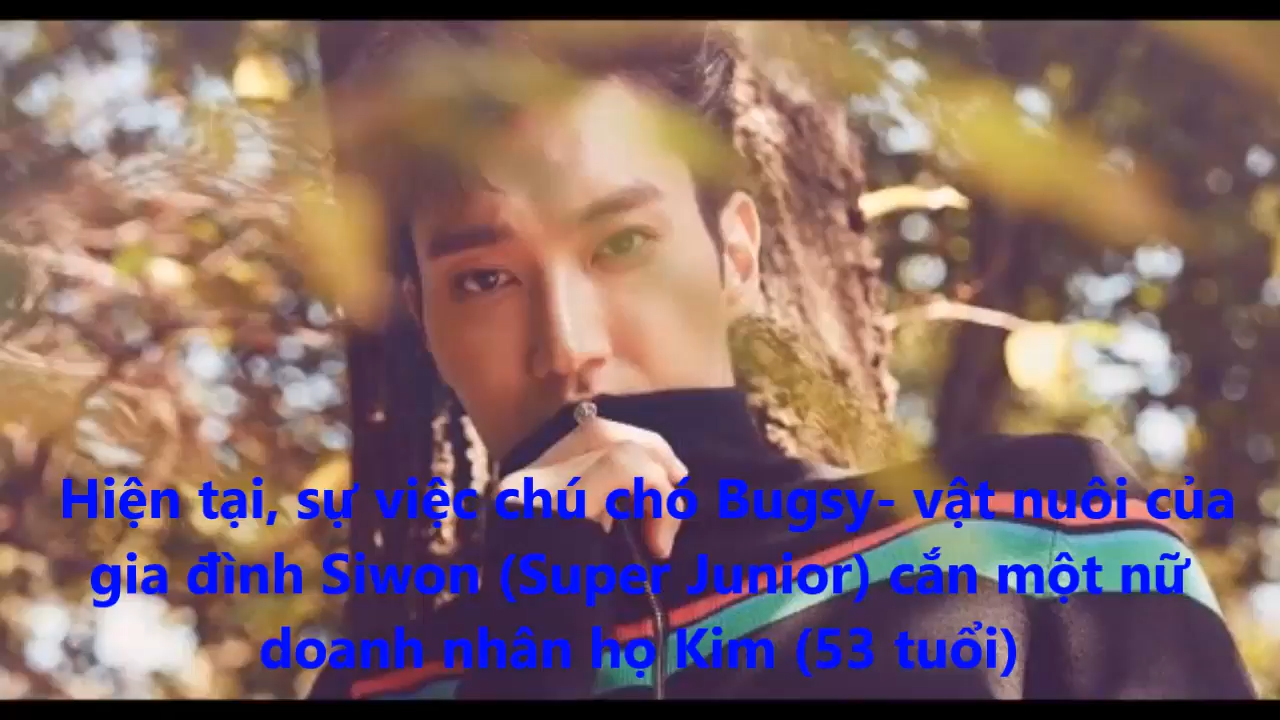 Hiện tại, sự việc chú chó Bugsy- vật nuôi của
gia đình Siwon (Super Junior) cắn một nữ
doanh nhân họ Kim (53 tuổi)